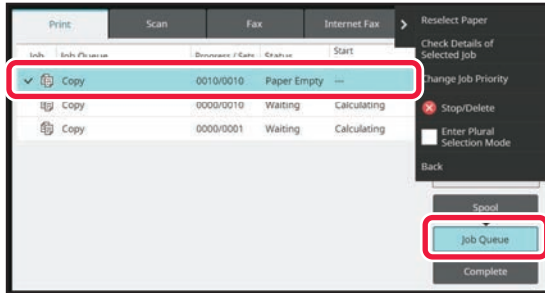 Print Scan Fax Internet Fax
Job Job Queue Progress / Sets Status Start
Copy 0010/0010 Paper Empty ---
Copy 0000/0010 Waiting Calculating
Copy 0000/0001 Waiting Calculating
Reselect Paper
Check Details of
Selected Job
Change Job Priority
Stop/Delete
Enter Plural
Selection Mode
Back
Spool
Job Queue
Complete